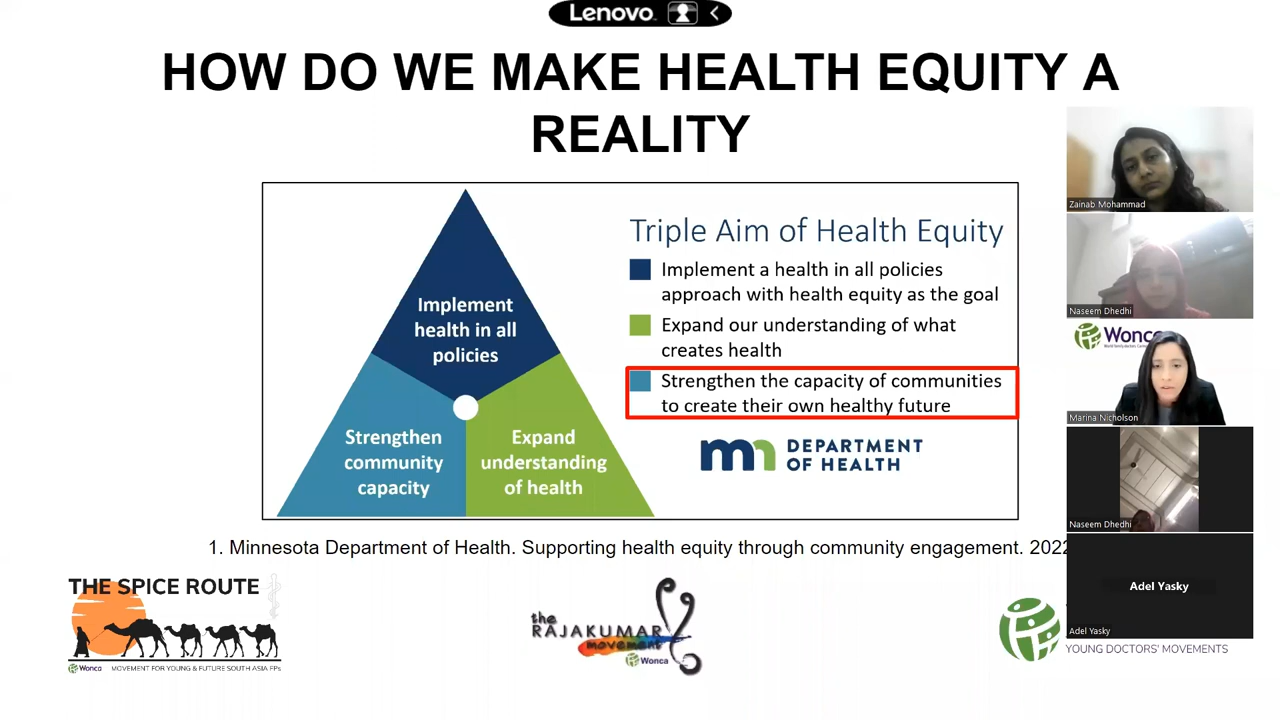 Lenovo
HOW DO WE MAKE HEALTH EQUITY A
REALITY
Implement
health in all
policies
Strengthen
community
capacity
Expand
understanding
of health
Triple Aim of Health Equity
Implement a health in all policies
approach with health equity as the goal
Expand our understanding of what
creates health
Strengthen the capacity of communities
to create their own healthy future
mn DEPARTMENT
OF HEALTH
1. Minnesota Department of Health. Supporting health equity through community engagement. 2022
THE SPICE ROUTE
Wonca MOVEMENT FOR YOUNG & FUTURE SOUTH ASIA FPs
the
RAJAKUMAR
movement
Wonca
YOUNG DOCTORS' MOVEMENTS
Zainab Mohammad
Naseem Dhedhi
Wonca
Marina Nicholson
Naseem Dhedhi
Adel Yasky
Adel Yasky